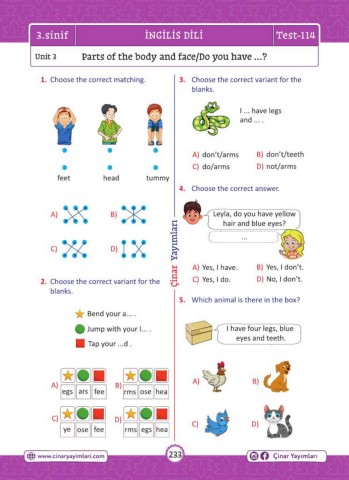 3.sinif
İNGİLİS DİLİ
Test-114
Unit 3
Parts of the body and face/Do you have ...?
1. Choose the correct matching.
feet head tummy
A) B)
C) D)
2. Choose the correct variant for the
blanks.
Bend your a... .
Jump with your l... .
Tap your ...d .
A) egs ars fee
B) rms ose hea
C) ye ose fee
D) rms egs hea
Çinar Yayımları
3. Choose the correct variant for the
blanks.
I ... have legs
and ... .
A) don't/arms B) don't/teeth
C) do/arms D) not/arms
4. Choose the correct answer.
Leyla, do you have yellow
hair and blue eyes?
...
A) Yes, I have. B) Yes, I don't.
C) Yes, I do. D) No, I don't.
5. Which animal is there in the box?
I have four legs, blue
eyes and teeth.
A) B)
C) D)
www.cinaryayimlari.com
233
Çinar Yayımları